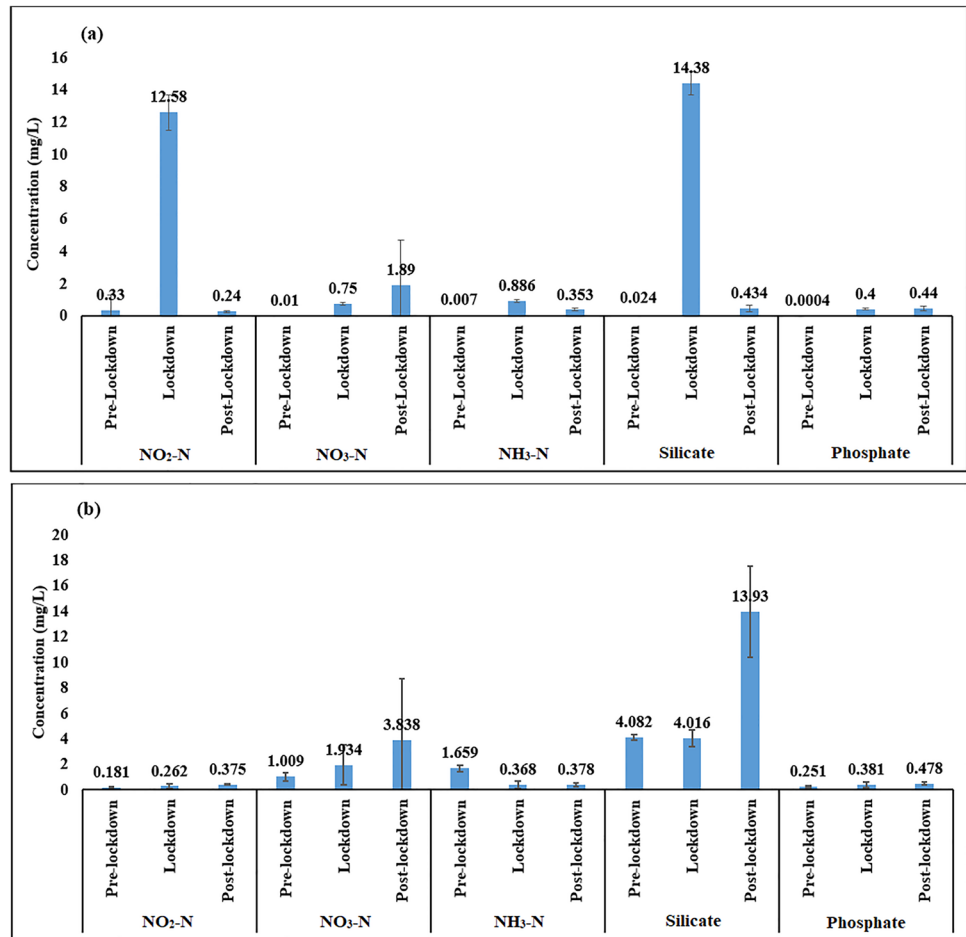 (a)
Concentration (mg/L)
16
14
12
10
8
6
4
2
0
0.33
12.58
0.24
0.01
0.75
1.89
0.007
0.886
0.353
0.024
14.38
0.434
0.0004
0.4
0.44
Pre-Lockdown
Lockdown
Post-Lockdown
Pre-Lockdown
Lockdown
Post-Lockdown
Pre-Lockdown
Lockdown
Post-Lockdown
Pre-Lockdown
Lockdown
Post-Lockdown
Pre-Lockdown
Lockdown
Post-Lockdown
NO₂-N
NO₃-N
NH₃-N
Silicate
Phosphate
(b)
Concentration (mg/L)
20
18
16
14
12
10
8
6
4
2
0
0.181
0.262
0.375
1.009
1.934
3.838
1.659
0.368
0.378
4.082
4.016
13.93
0.251
0.381
0.478
Pre-lockdown
Lockdown
Post-lockdown
Pre-lockdown
Lockdown
Post-lockdown
Pre-lockdown
Lockdown
Post-lockdown
Pre-lockdown
Lockdown
Post-lockdown
Pre-lockdown
Lockdown
Post-lockdown
NO₂-N
NO₃-N
NH₃-N
Silicate
Phosphate